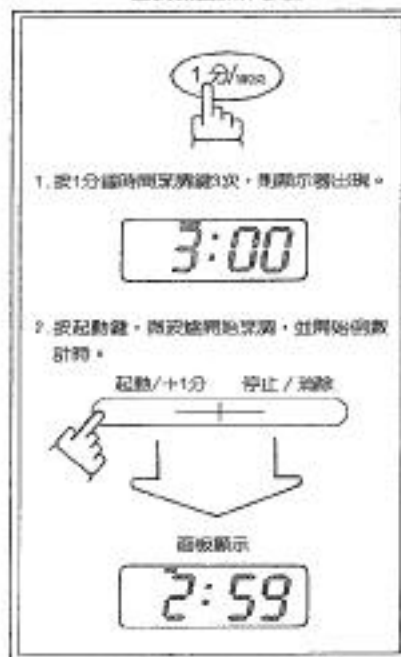 1分/
1. 按1分鐘時間烹調鍵3次，則顯示器出現。
3:00
2. 按起動鍵，微波爐開始烹調，並開始倒數
計時。
起動/+1分 停止/消除
面板顯示
2:59